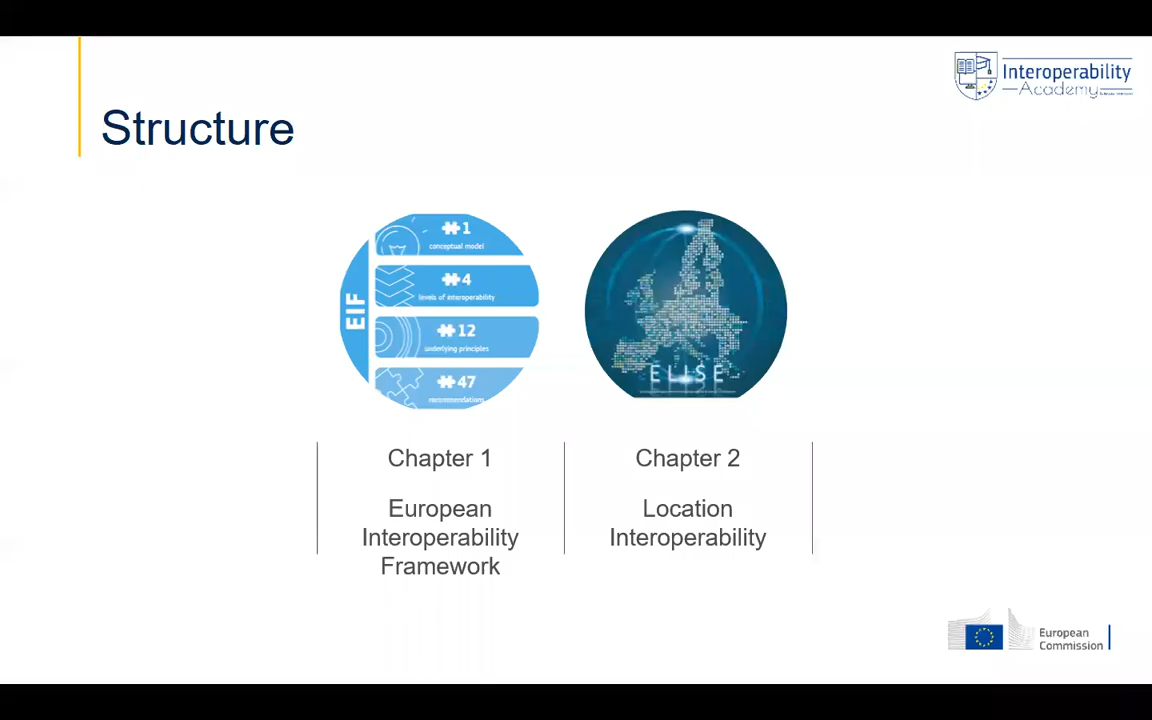 Interoperability
Academy
Structure
EIF
#1
conceptual model
#4
levels of interoperability
#12
underlying principles
#47
recommendations
ELISE
Chapter 1
European
Interoperability
Framework
Chapter 2
Location
Interoperability
European
Commission